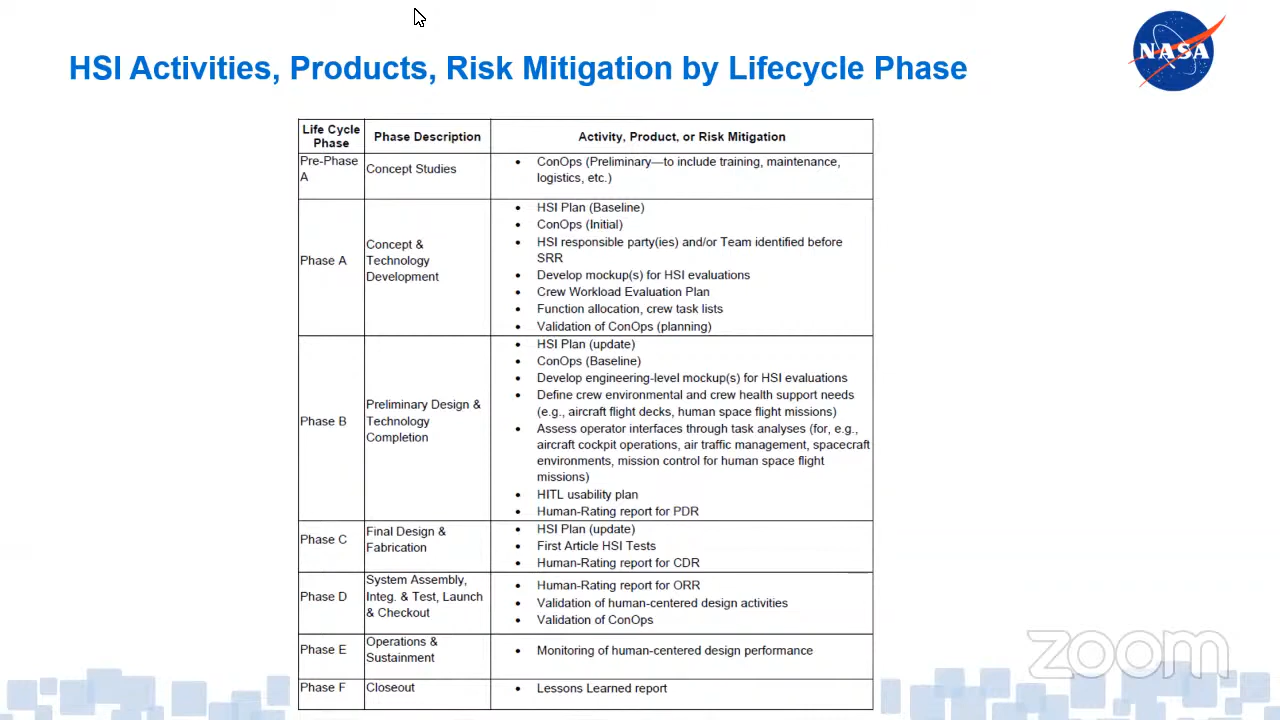 HSI Activities, Products, Risk Mitigation by Lifecycle Phase
NASA
Life Cycle
Phase
Phase Description
Activity, Product, or Risk Mitigation
Pre-Phase
A
Concept Studies
• ConOps (Preliminary—to include training, maintenance,
logistics, etc.)
Phase A
Concept &
Technology
Development
• HSI Plan (Baseline)
• ConOps (Initial)
• HSI responsible party(ies) and/or Team identified before
SRR
• Develop mockup(s) for HSI evaluations
• Crew Workload Evaluation Plan
• Function allocation, crew task lists
• Validation of ConOps (planning)
Phase B
Preliminary Design &
Technology
Completion
• HSI Plan (update)
• ConOps (Baseline)
• Develop engineering-level mockup(s) for HSI evaluations
• Define crew environmental and crew health support needs
(e.g., aircraft flight decks, human space flight missions)
• Assess operator interfaces through task analyses (for, e.g.,
aircraft cockpit operations, air traffic management, spacecraft
environments, mission control for human space flight
missions)
• HITL usability plan
• Human-Rating report for PDR
Phase C
Final Design &
Fabrication
• HSI Plan (update)
• First Article HSI Tests
• Human-Rating report for CDR
Phase D
System Assembly,
Integ. & Test, Launch
& Checkout
• Human-Rating report for ORR
• Validation of human-centered design activities
• Validation of ConOps
Phase E
Operations &
Sustainment
• Monitoring of human-centered design performance
Phase F
Closeout
• Lessons Learned report
zoom